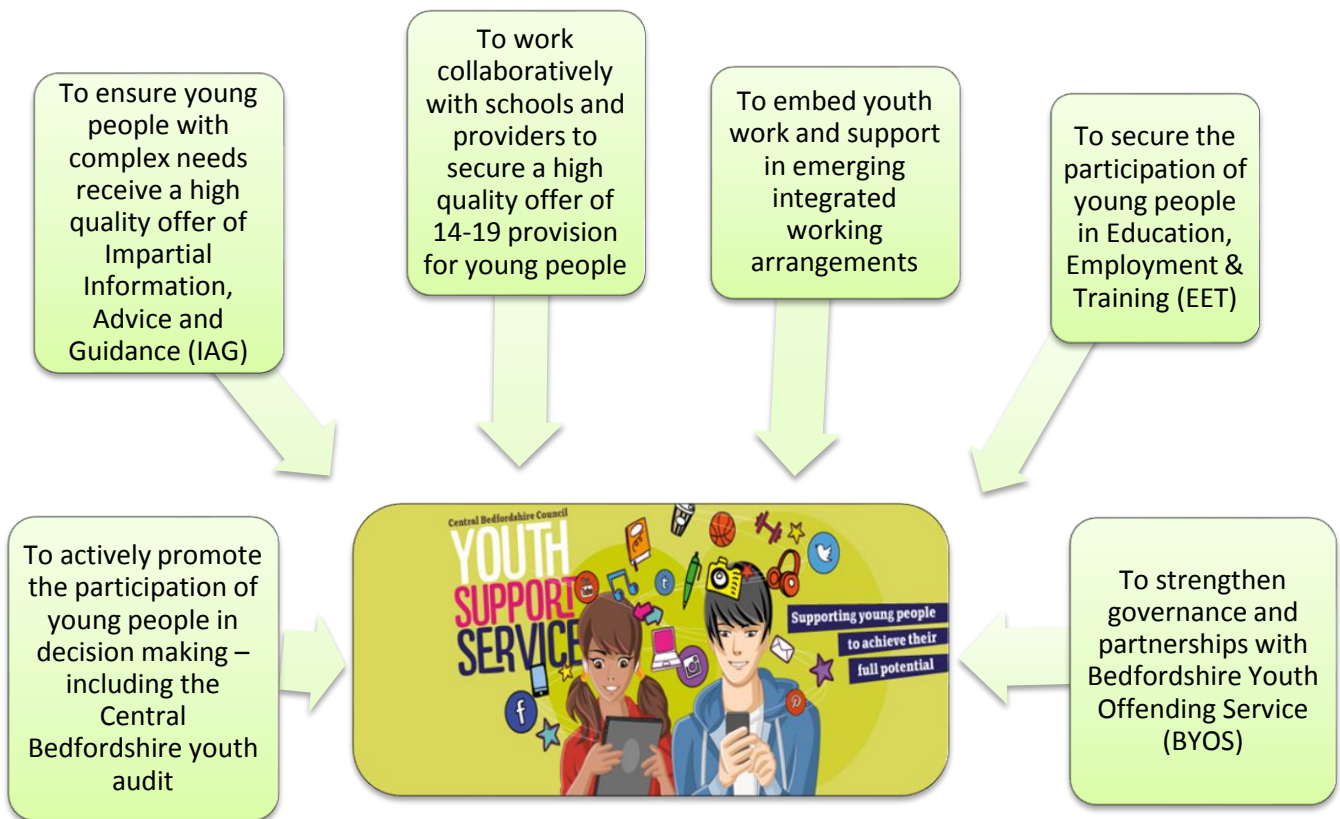 To ensure young
people with
complex needs
receive a high
quality offer of
Impartial
Information,
Advice and
Guidance (IAG)
To work
collaboratively
with schools and
providers to
secure a high
quality offer of
14-19 provision
for young people
To embed youth
work and support
in emerging
integrated
working
arrangements
To secure the
participation of
young people
in Education,
Employment &
Training (EET)
To actively promote
the participation of
young people in
decision making –
including the
Central
Bedfordshire youth
audit
Central Bedfordshire Council
YOUTH
SUPPORT
SERVICE
Supporting young people
to achieve their
full potential
To strengthen
governance and
partnerships with
Bedfordshire Youth
Offending Service
(BYOS)